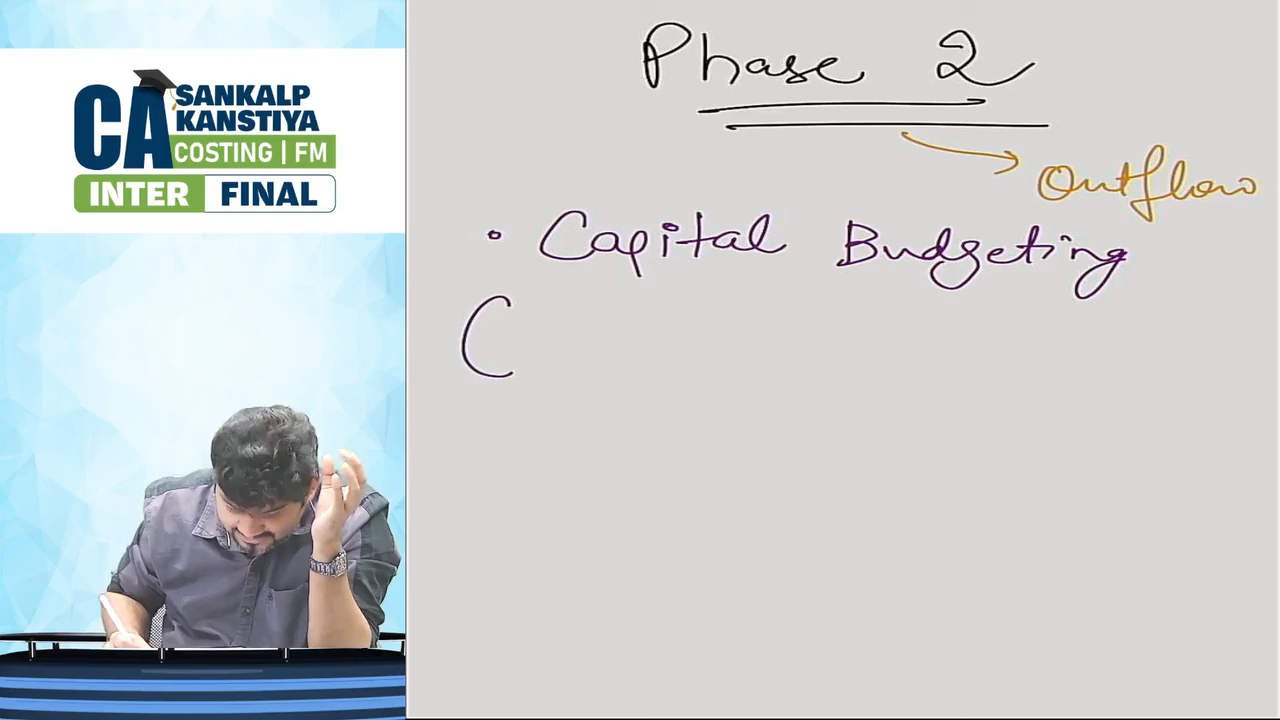 CA SANKALP
KANSTIYA
COSTING | FM
INTER FINAL
Phase 2
Outflow
• Capital Budgeting
(